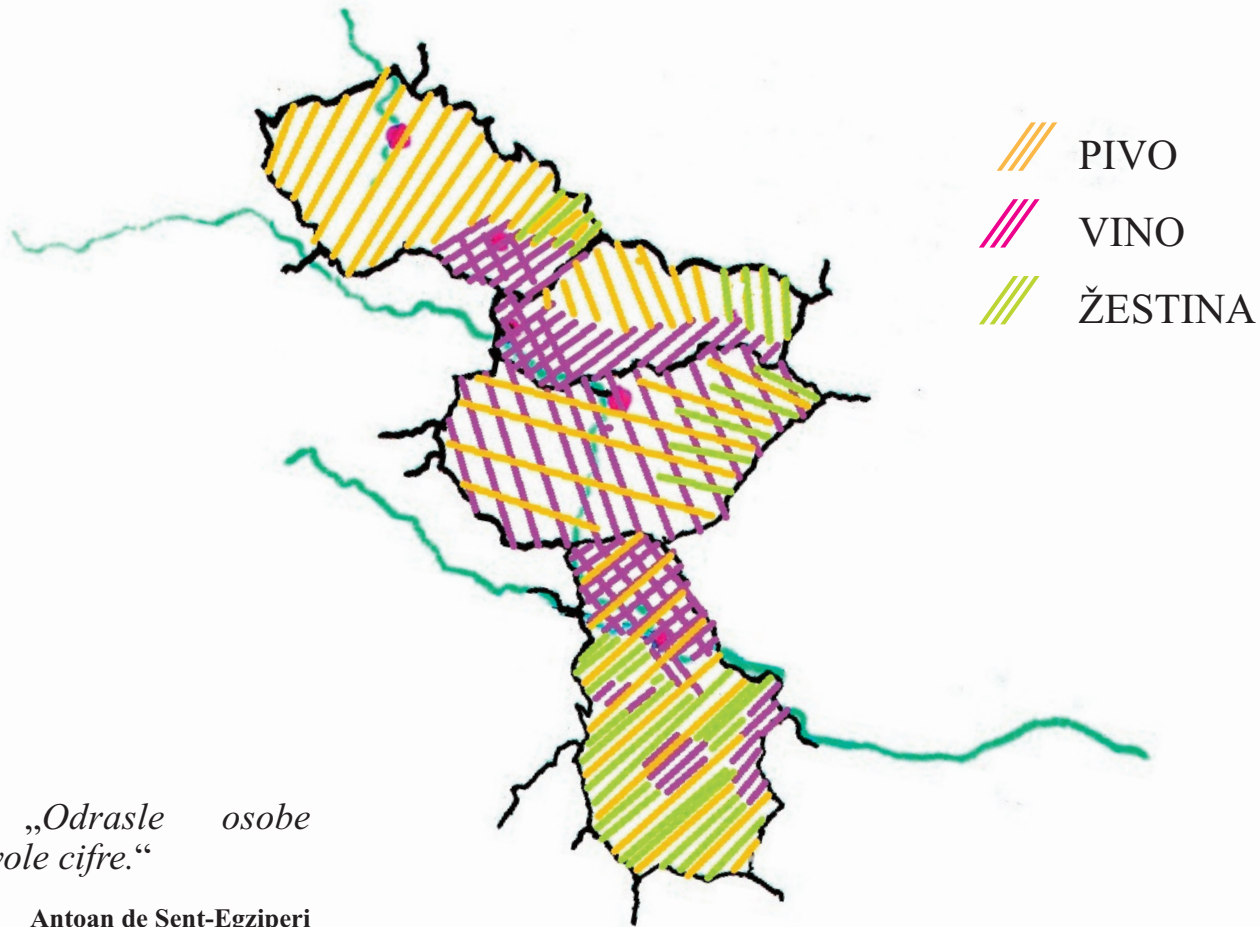 PIVO
VINO
ŽESTINA
„Odrasle osobe
vole cifre.“
Antoan de Sent-Egziperi